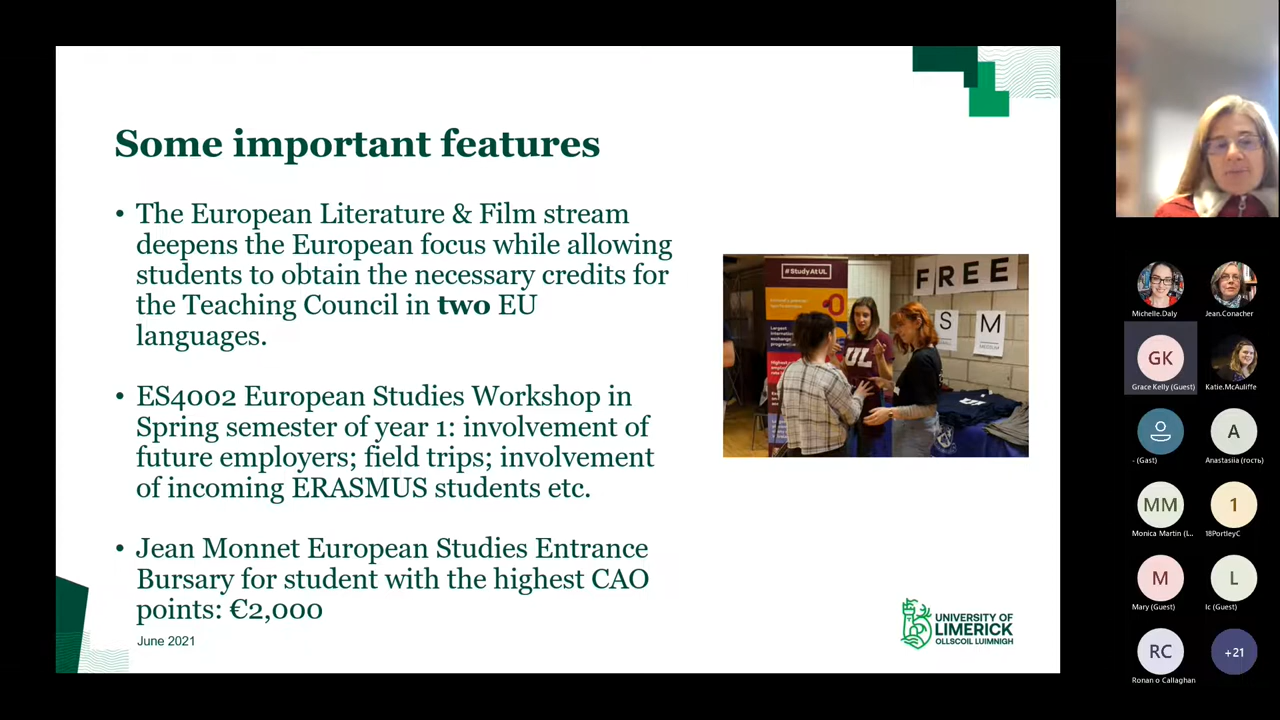 Some important features
• The European Literature & Film stream
deepens the European focus while allowing
students to obtain the necessary credits for
the Teaching Council in two EU
languages.
• ES4002 European Studies Workshop in
Spring semester of year 1: involvement of
future employers; field trips; involvement
of incoming ERASMUS students etc.
• Jean Monnet European Studies Entrance
Bursary for student with the highest CAO
points: €2,000
June 2021
#StudyAtUL
Largest
FREE
S
M
MEDIUM
UL
UNIVERSITY OF
LIMERICK
OLLSCOIL LUIMNIGH
Michelle.Daly
Jean.Conacher
GK
Grace Kelly (Guest)
Katie.McAuliffe
- (Gast)
A
Anastasiia (гость)
MM
Monica Martin (I...
1
18PortleyC
M
Mary (Guest)
L
lc (Guest)
RC
Ronan o Callaghan
+21